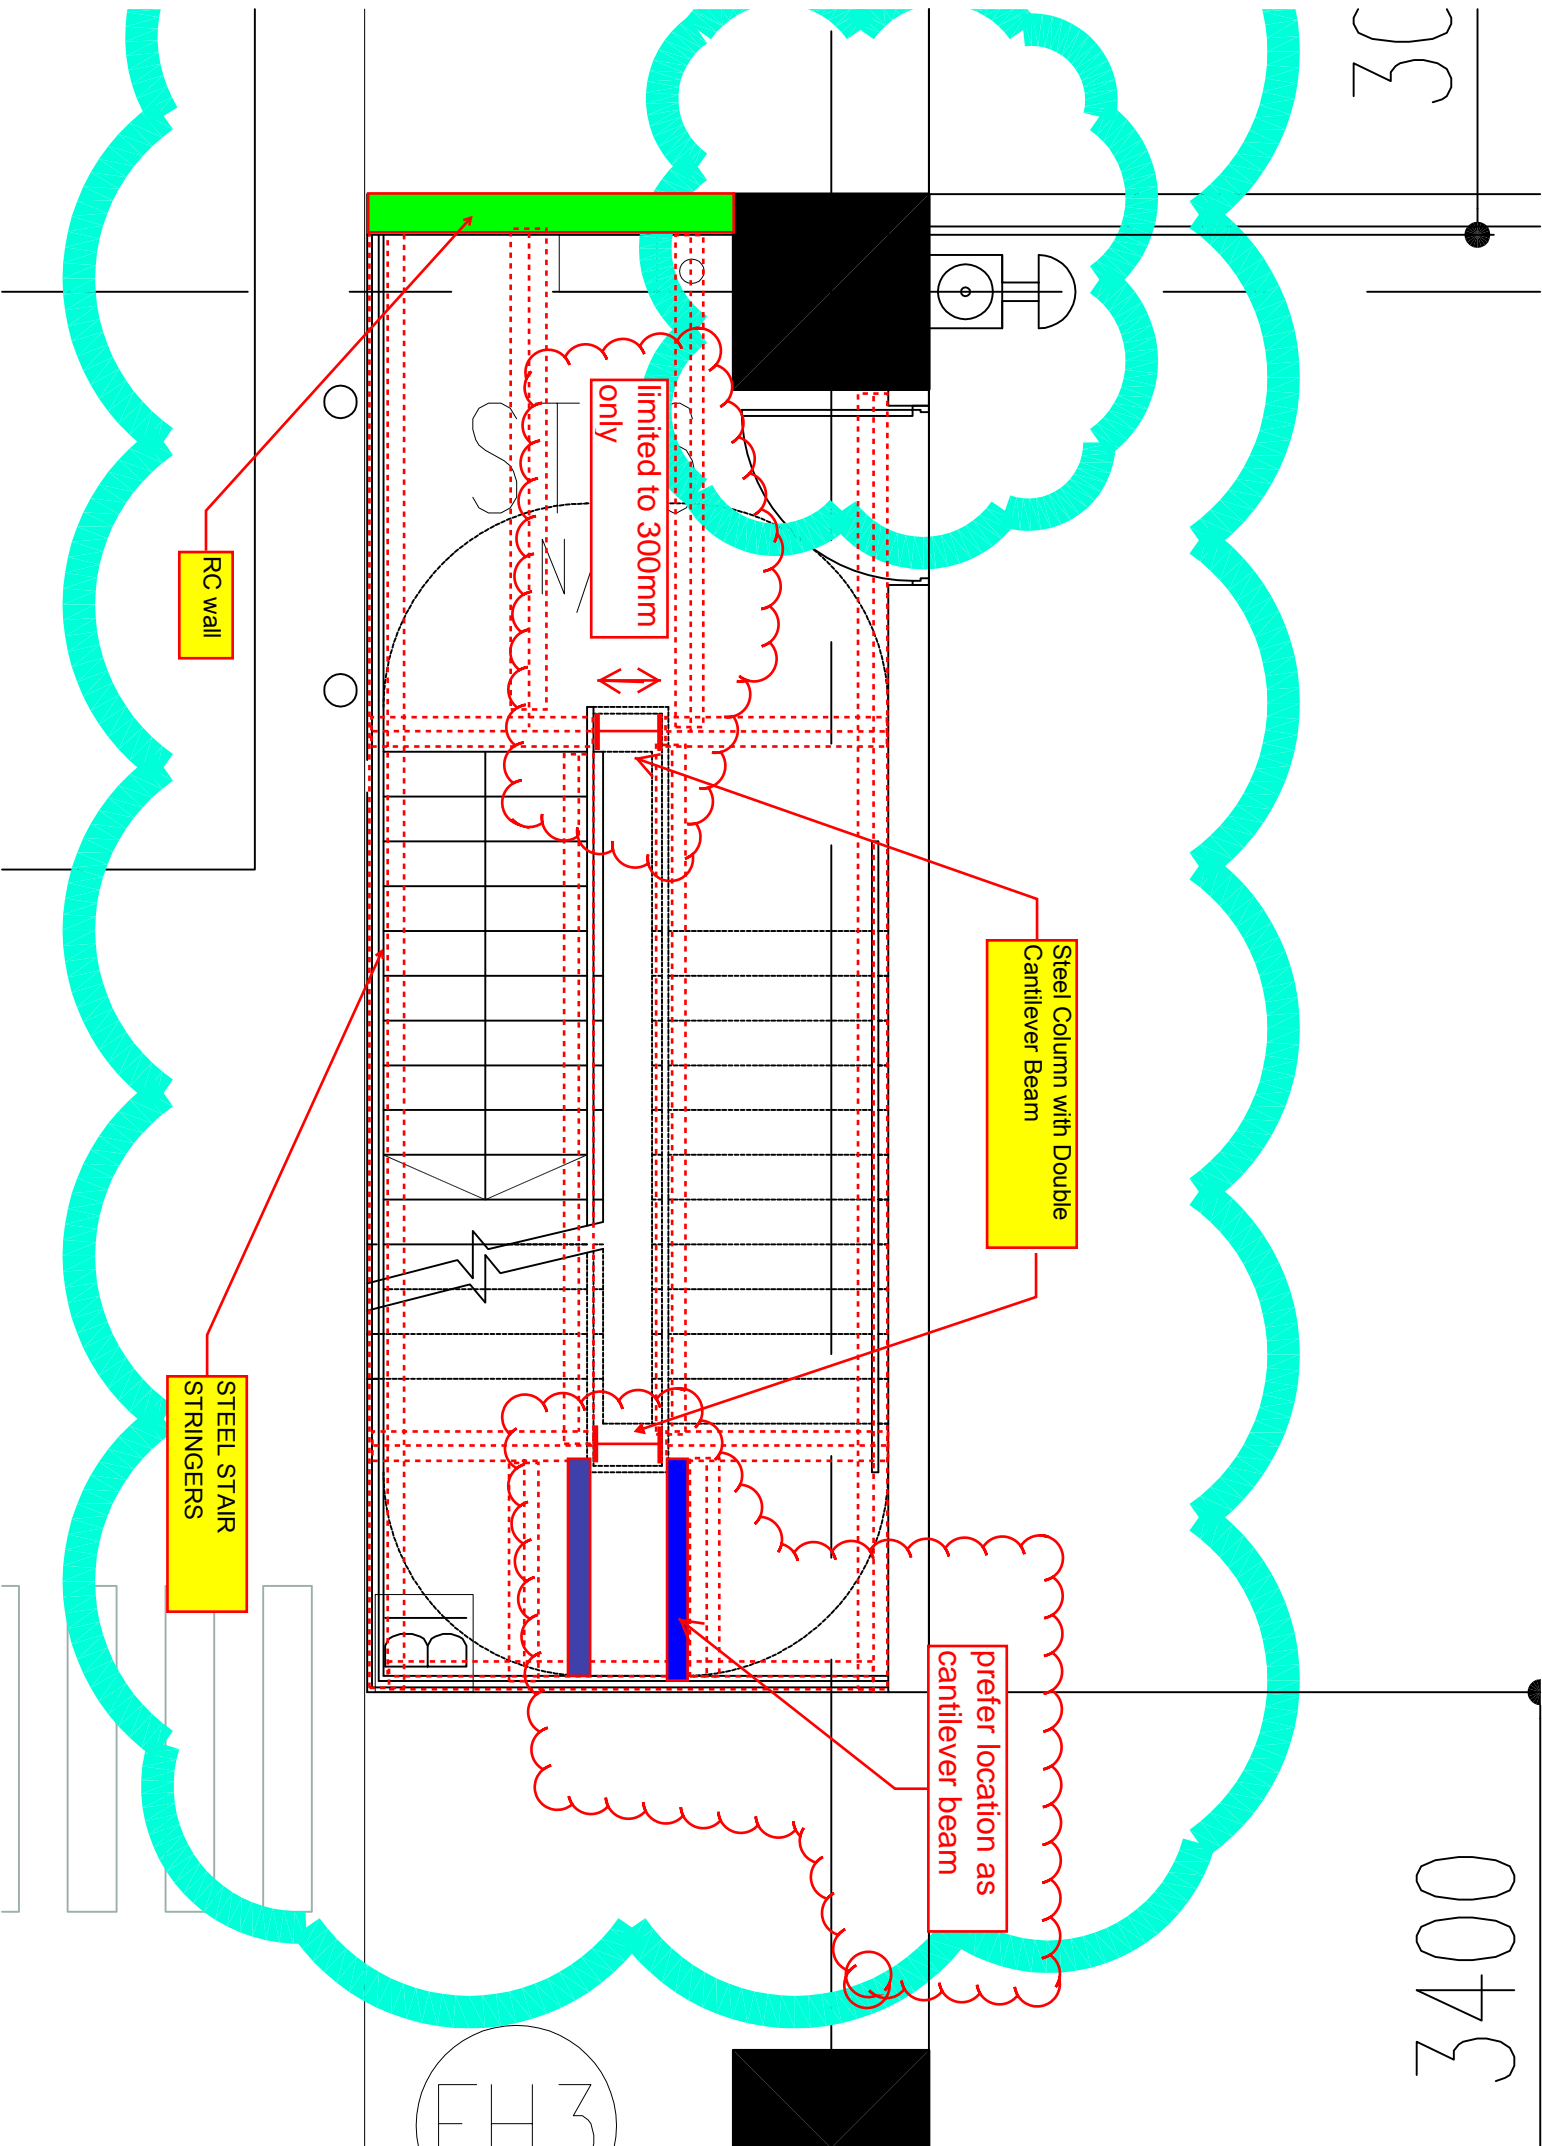 limited to 300mm
only
RC wall
Steel Column with Double
Cantilever Beam
STEEL STAIR
STRINGERS
prefer location as
cantilever beam
3400